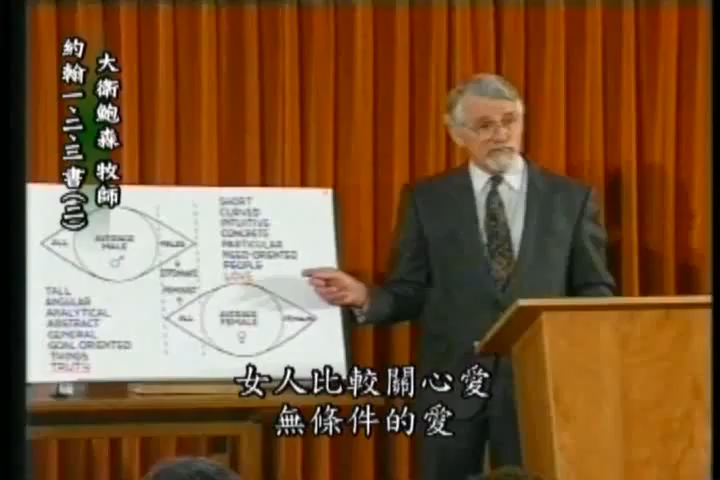 大衛鮑森 牧師
約翰一、二、三書(二)
SHORT
CURVED
INTUITIVE
CONCRETE
PARTICULAR
NEED-ORIENTED
PEOPLE
LOVE
ALL
AVERAGE
MALE
♂
MALES
TALL
ANGULAR
ANALYTICAL
ABSTRACT
GENERAL
GOAL ORIENTED
THINGS
TRUTH
ALL
AVERAGE
FEMALE
♀
女人比較關心愛
無條件的愛